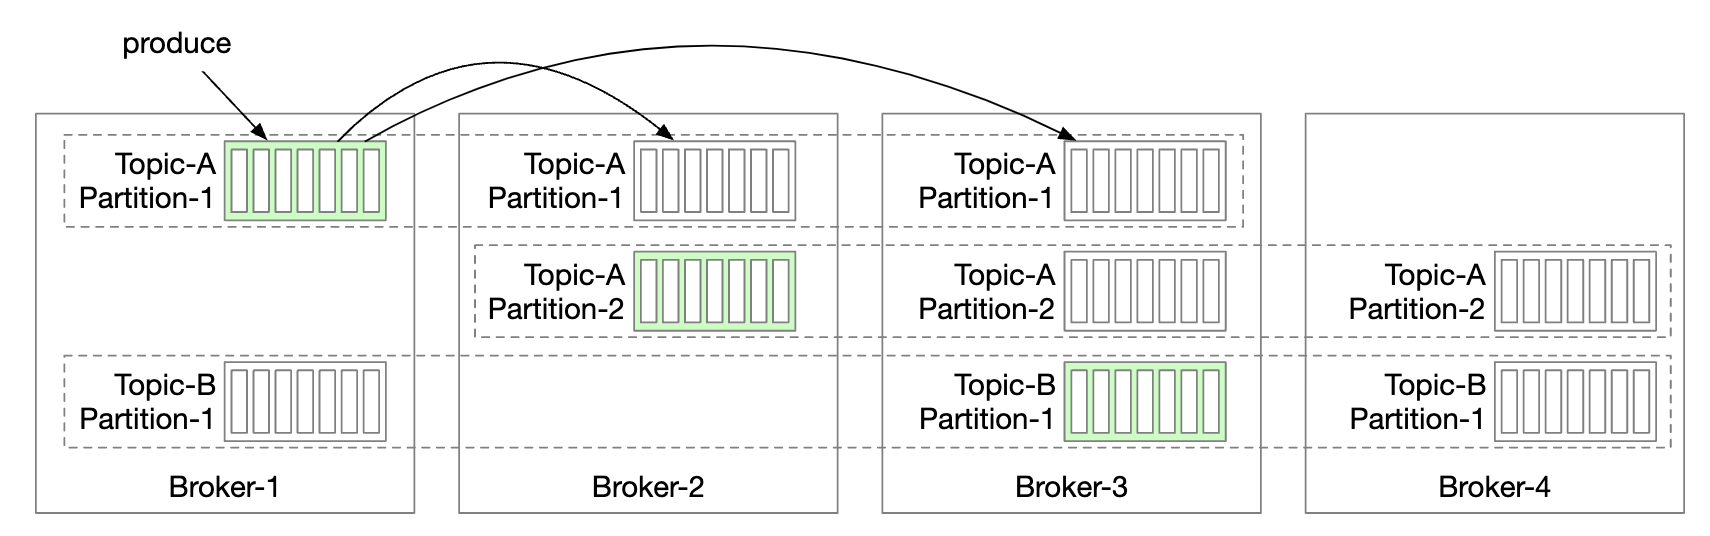 produce
Topic-A
Partition-1
Topic-A
Partition-1
Topic-A
Partition-1
Topic-A
Partition-2
Topic-A
Partition-2
Topic-A
Partition-2
Topic-B
Partition-1
Topic-B
Partition-1
Topic-B
Partition-1
Broker-1
Broker-2
Broker-3
Broker-4